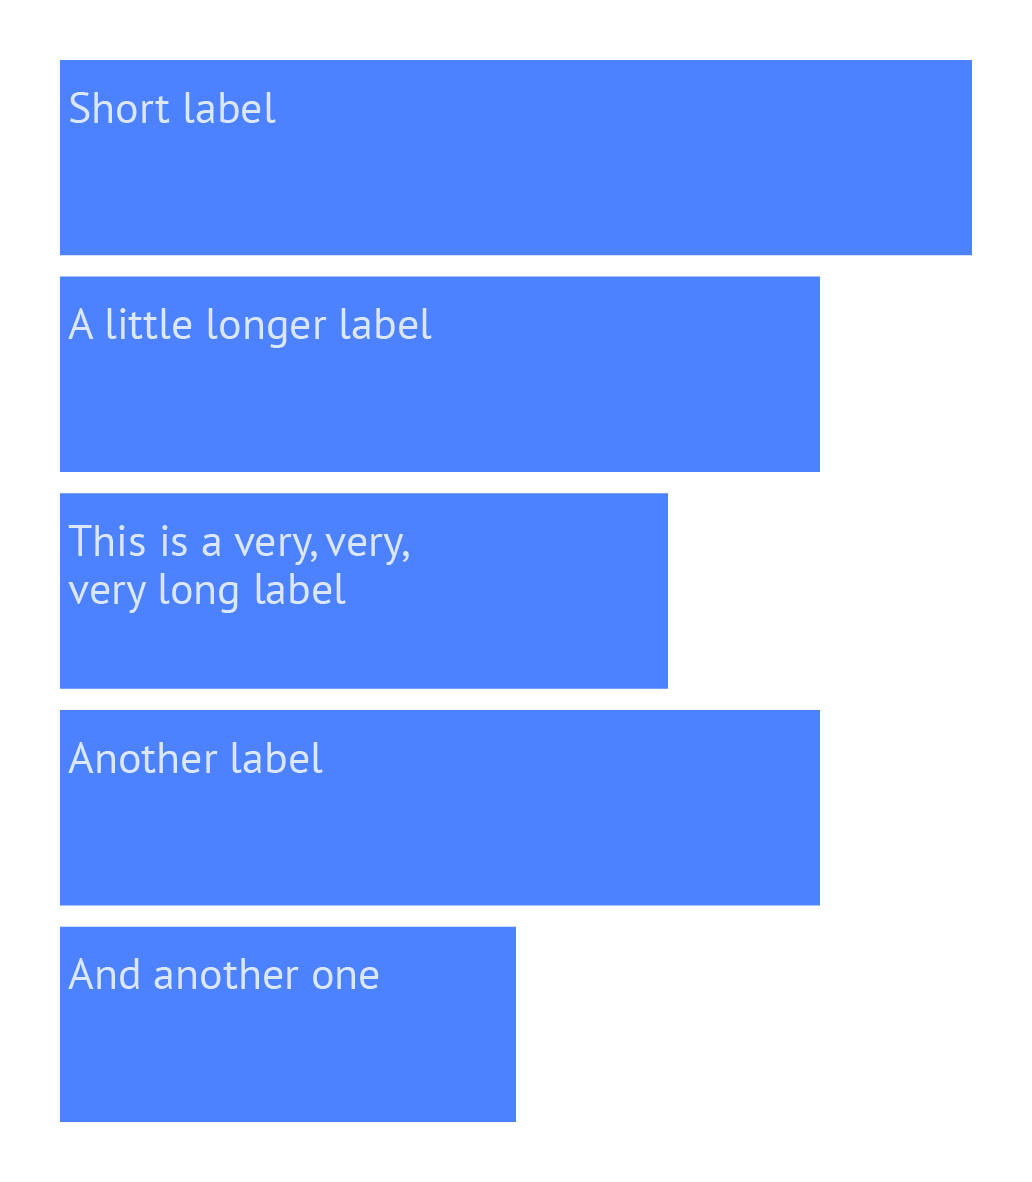 Short label
A little longer label
This is a very, very,
very long label
Another label
And another one